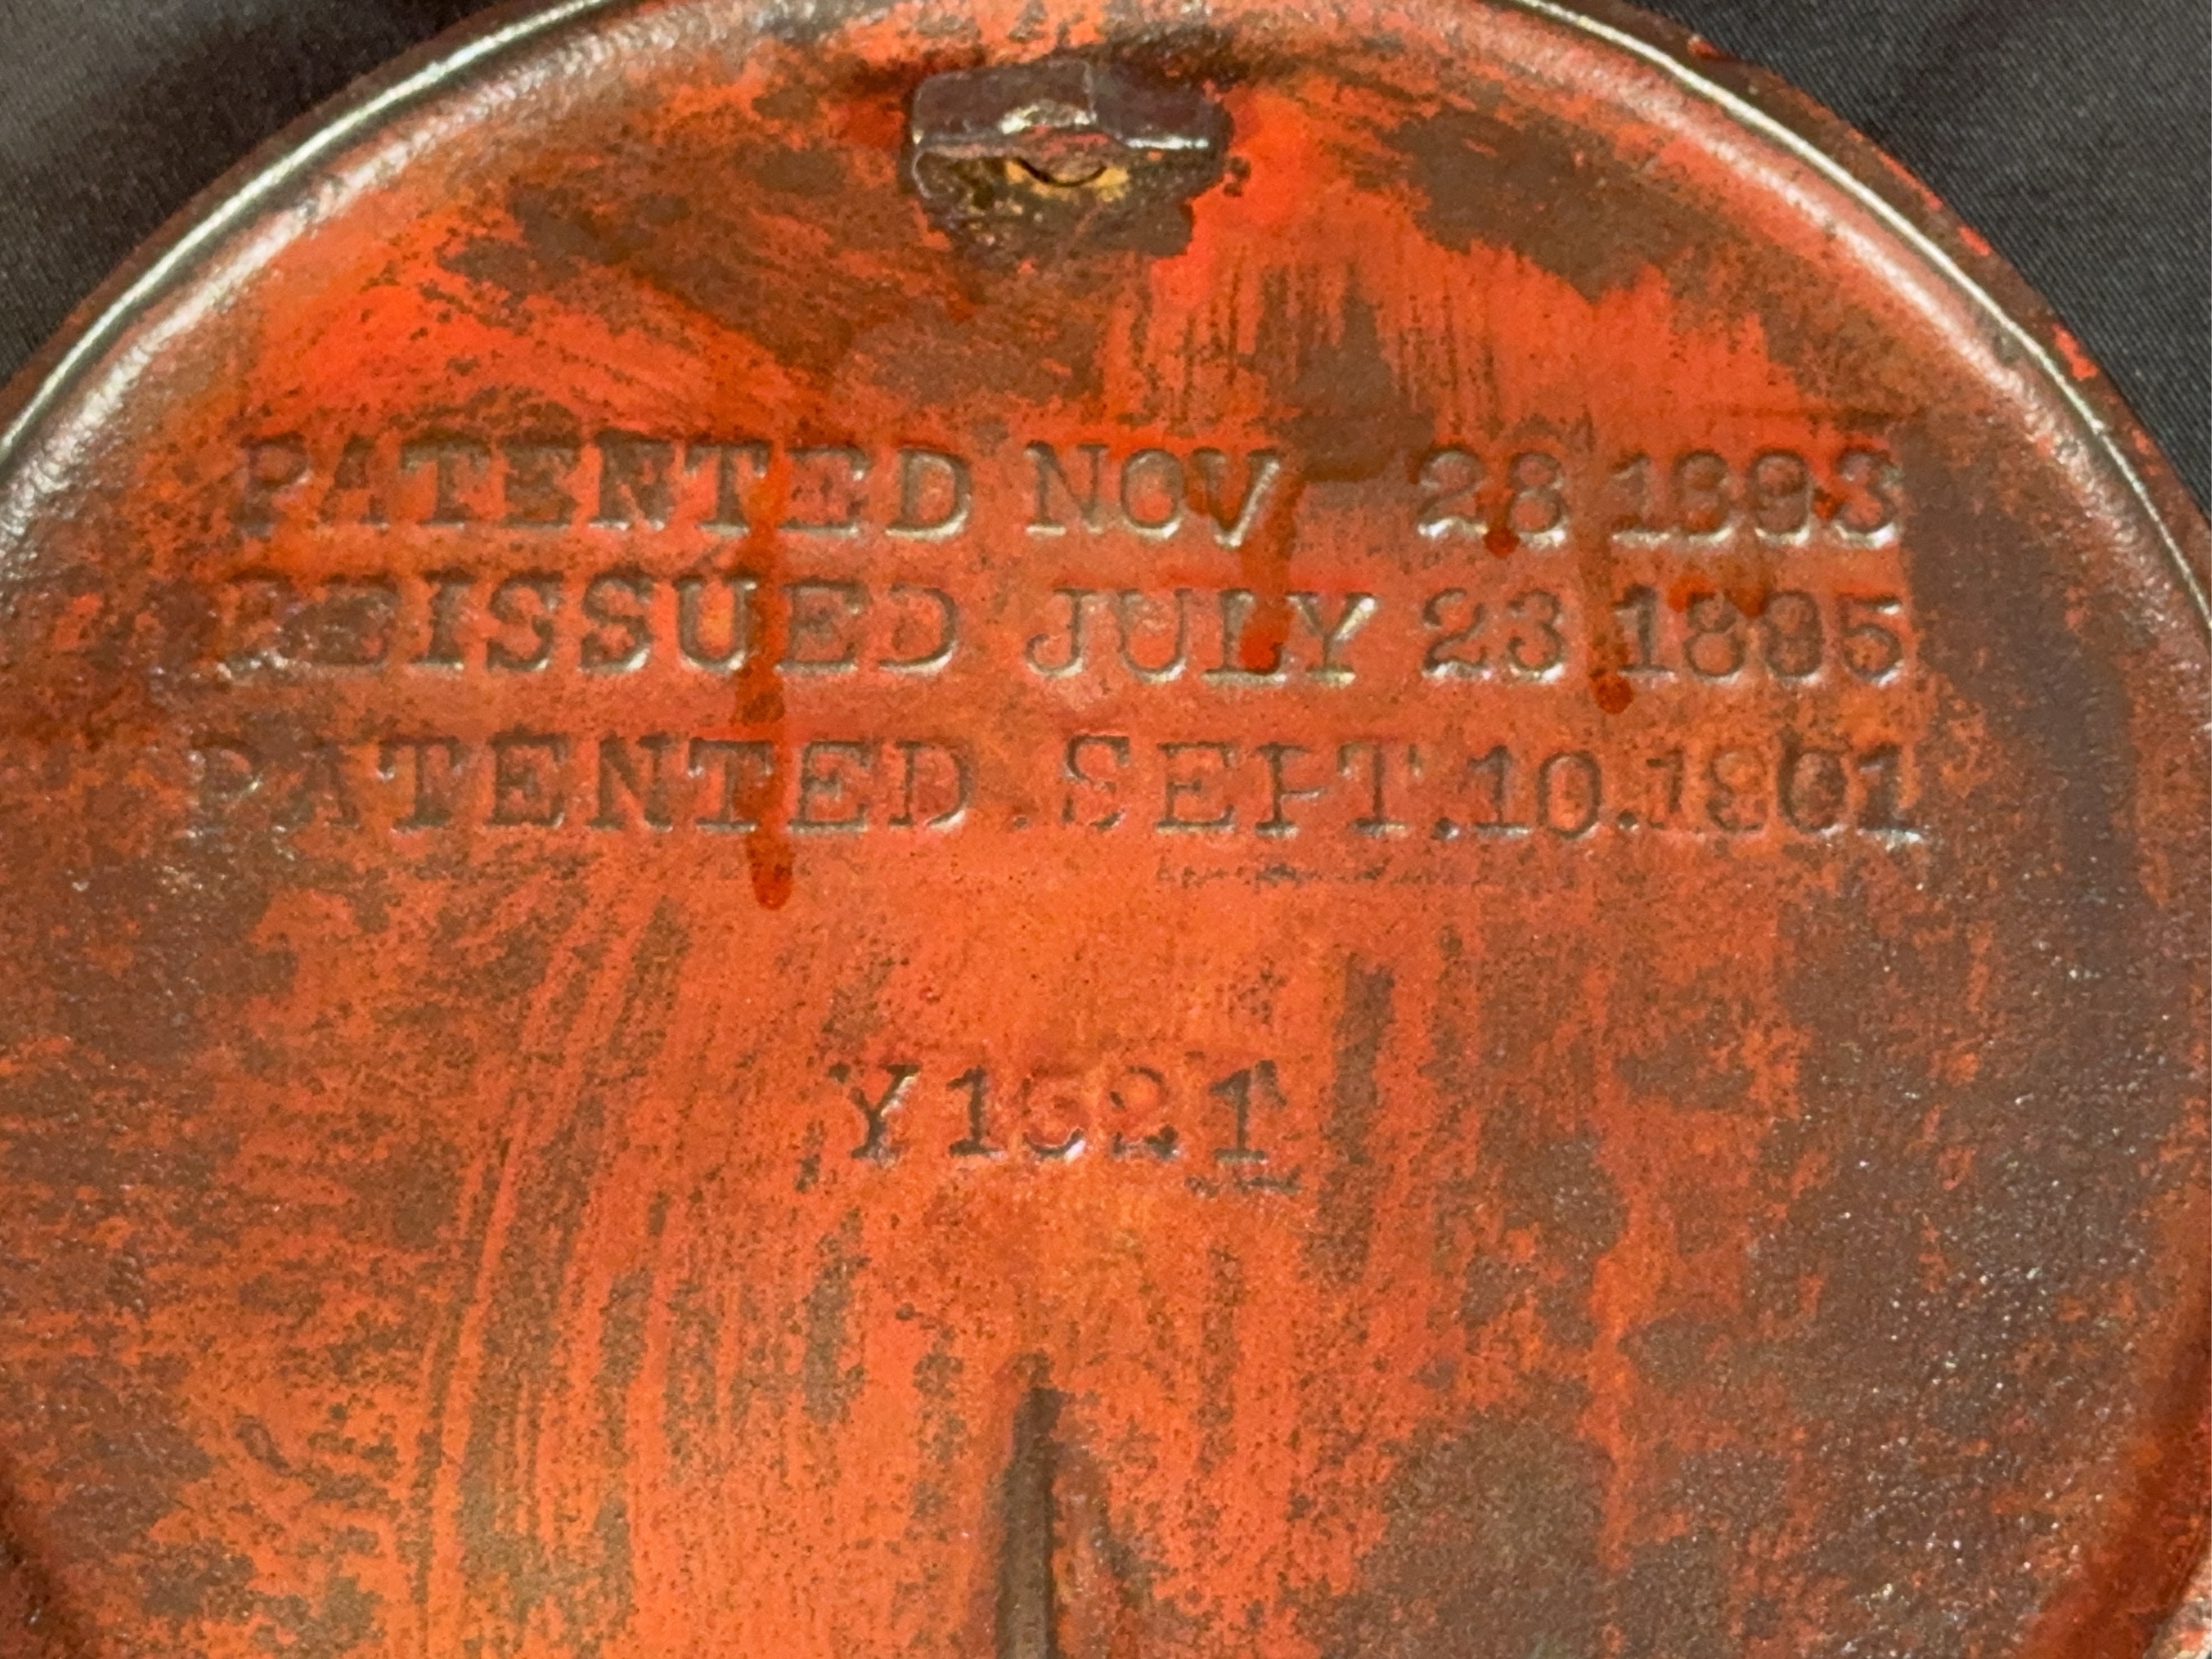 PATENTED NOV 28 1893
REISSUED JULY 23 1895
PATENTED.SEPT.10.1901
Y1521